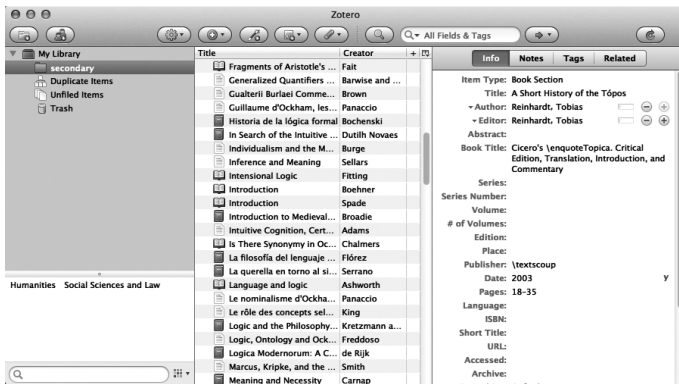 Zotero
All Fields & Tags
My Library
secondary
Duplicate Items
Unfiled Items
Trash
Humanities Social Sciences and Law
Title Creator +
Fragments of Aristotle's ... Fait
Generalized Quantifiers ... Barwise and ...
Gualterii Burlaei Comme... Brown
Guillaume d'Ockham, les... Panaccio
Historia de la lógica formal Bochenski
In Search of the Intuitive ... Dutilh Novaes
Individualism and the M... Burge
Inference and Meaning Sellars
Intensional Logic Fitting
Introduction Boehner
Introduction Spade
Introduction to Medieval... Broadie
Intuitive Cognition, Cert... Adams
Is There Synonymy in Oc... Chalmers
La filosofía del lenguaje ... Flórez
La querella en torno al si... Serrano
Language and logic Ashworth
Le nominalisme d'Ockha... Panaccio
Le rôle des concepts sel... King
Logic and the Philosophy... Kretzmann a...
Logic, Ontology and Ock... Freddoso
Logica Modernorum: A C... de Rijk
Marcus, Kripke, and the ... Smith
Meaning and Necessity Carnap
Info Notes Tags Related
Item Type: Book Section
Title: A Short History of the Tópos
Author: Reinhardt, Tobias
Editor: Reinhardt, Tobias
Abstract:
Book Title: Cicero's \enquoteTopica. Critical
Edition, Translation, Introduction, and
Commentary
Series:
Series Number:
Volume:
# of Volumes:
Edition:
Place:
Publisher: \textscoup
Date: 2003 y
Pages: 18-35
Language:
ISBN:
Short Title:
URL:
Accessed:
Archive: